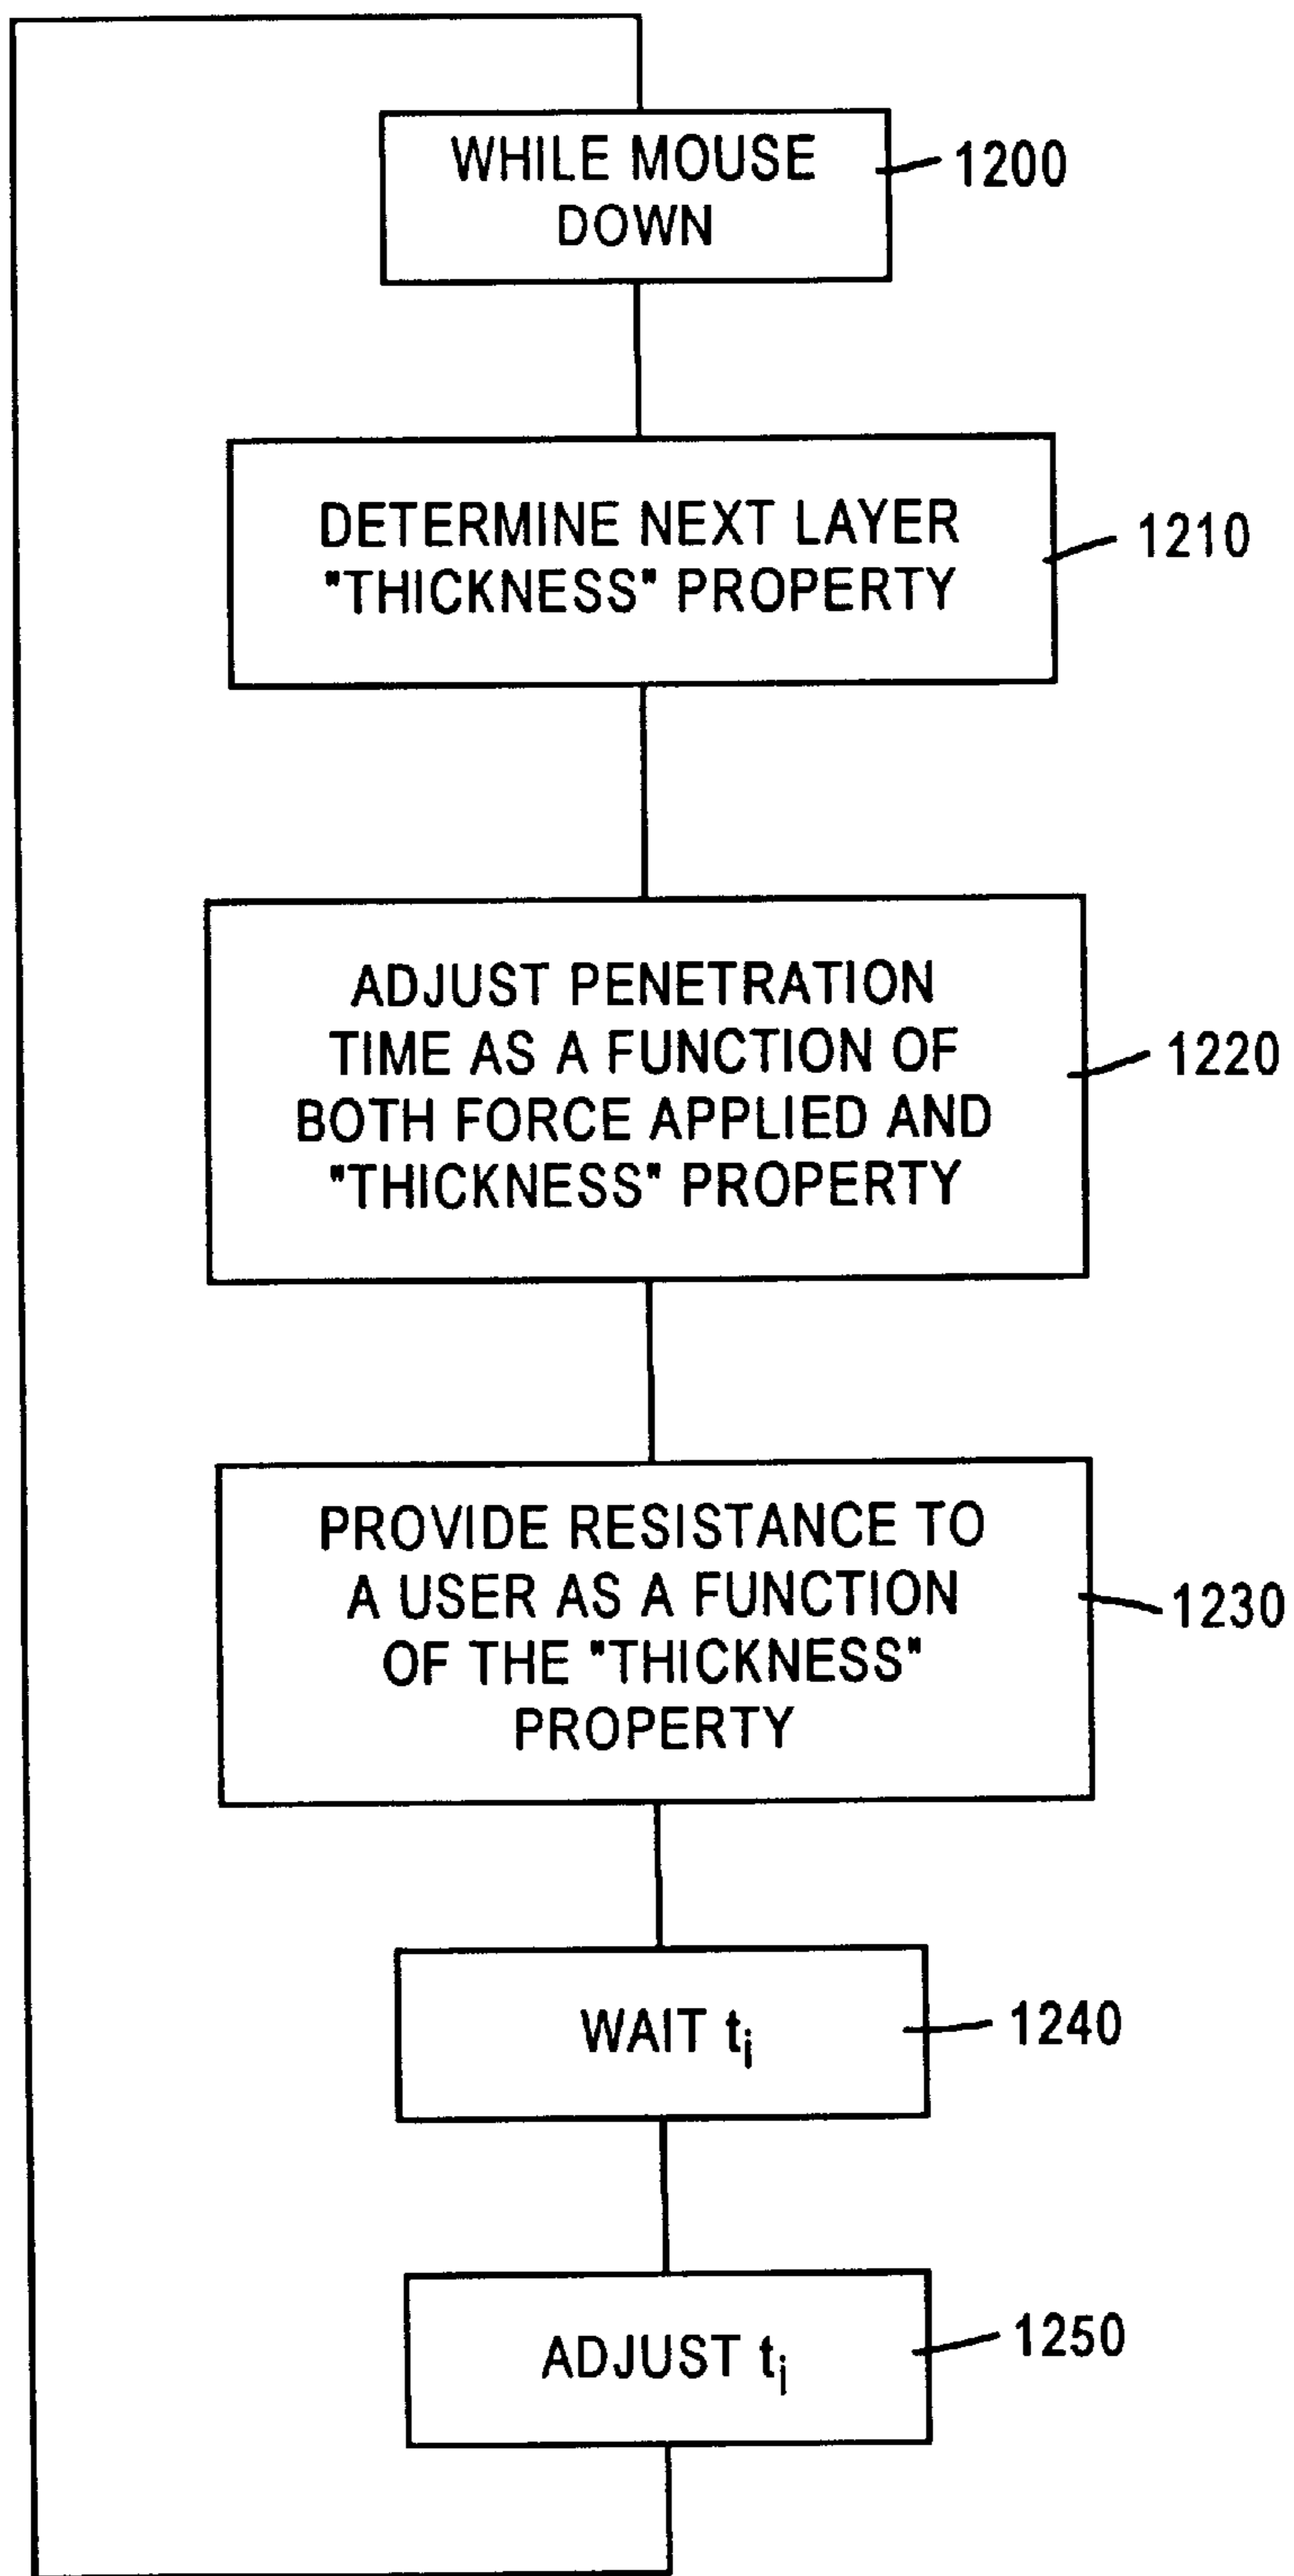 WHILE MOUSE
DOWN
1200
DETERMINE NEXT LAYER
"THICKNESS" PROPERTY
1210
ADJUST PENETRATION
TIME AS A FUNCTION OF
BOTH FORCE APPLIED AND
"THICKNESS" PROPERTY
1220
PROVIDE RESISTANCE TO
A USER AS A FUNCTION
OF THE "THICKNESS"
PROPERTY
1230
WAIT tᵢ
1240
ADJUST tᵢ
1250